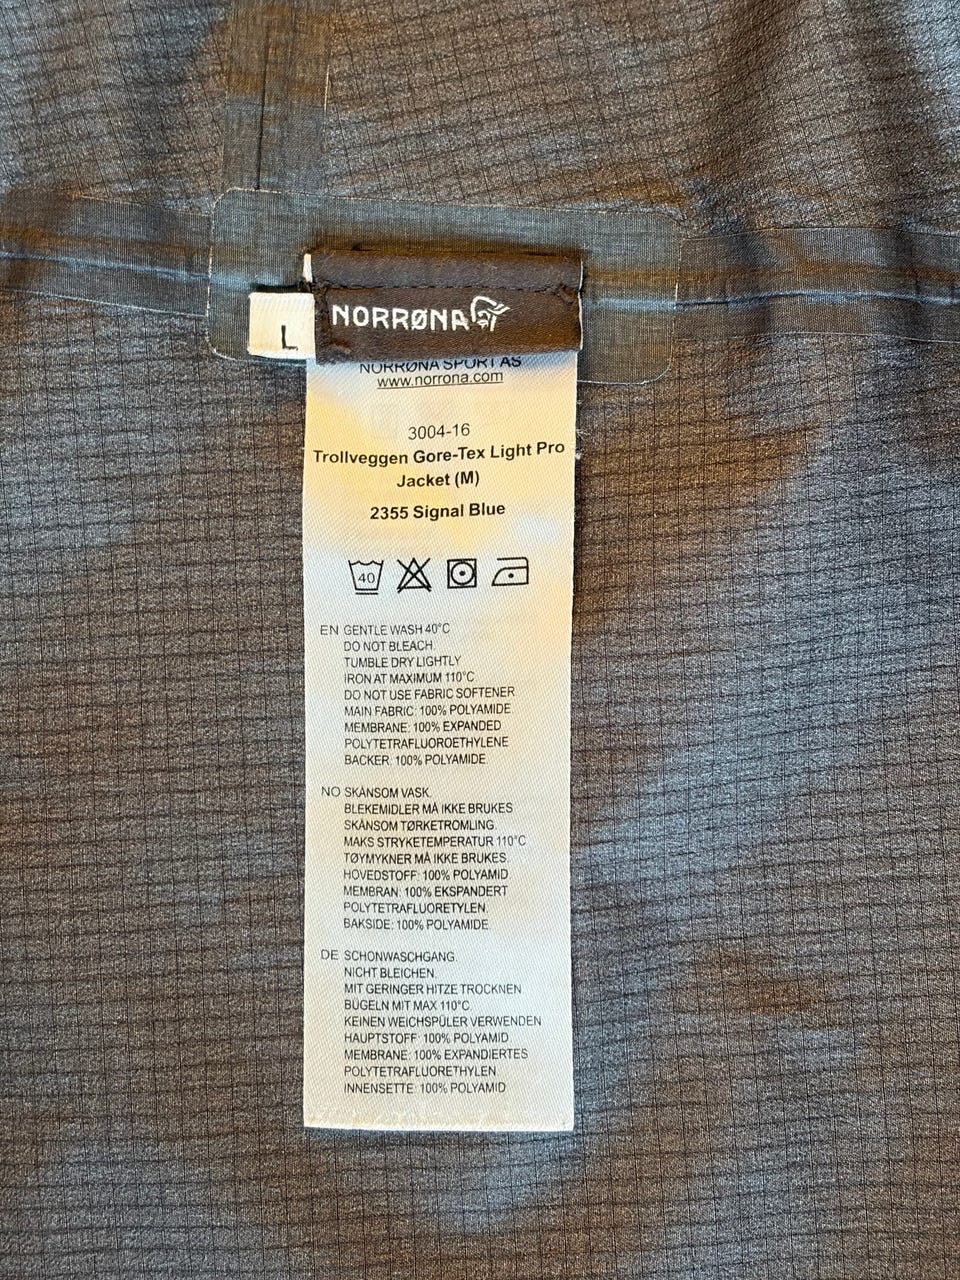 NORRØNA
L
NORRØNA SPORT AS
www.norrona.com
3004-16
Trollveggen Gore-Tex Light Pro
Jacket (M)
2355 Signal Blue
40
EN GENTLE WASH 40°C
DO NOT BLEACH.
TUMBLE DRY LIGHTLY
IRON AT MAXIMUM 110°C
DO NOT USE FABRIC SOFTENER
MAIN FABRIC: 100% POLYAMIDE.
MEMBRANE: 100% EXPANDED
POLYTETRAFLUOROETHYLENE
BACKER: 100% POLYAMIDE.
NO SKÅNSOM VASK.
BLEKEMIDLER MÅ IKKE BRUKES
SKÅNSOM TØRKETROMLING.
MAKS STRYKETEMPERATUR 110°C
TØYMYKNER MÅ IKKE BRUKES.
HOVEDSTOFF: 100% POLYAMID.
MEMBRAN: 100% EKSPANDERT
POLYTETRAFLUORETYLEN.
BAKSIDE: 100% POLYAMIDE.
DE SCHONWASCHGANG.
NICHT BLEICHEN.
MIT GERINGER HITZE TROCKNEN
BÜGELN MIT MAX 110°C
KEINEN WEICHSPÜLER VERWENDEN
HAUPTSTOFF: 100% POLYAMID
MEMBRANE: 100% EXPANDIERTES
POLYTETRAFLUORETHYLEN.
INNENSETTE: 100% POLYAMID